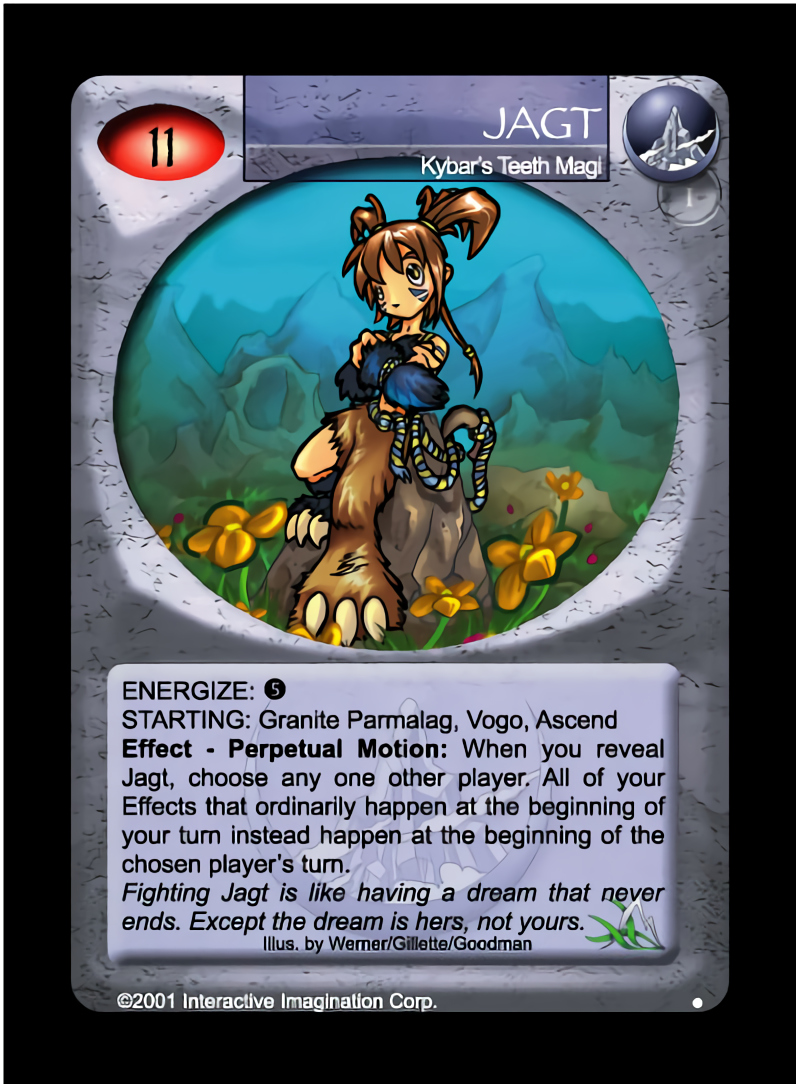 11
JAGT
Kybar's Teeth Magi
I
ENERGIZE: ❺
STARTING: Granite Parmalag, Vogo, Ascend
Effect - Perpetual Motion: When you reveal
Jagt, choose any one other player. All of your
Effects that ordinarily happen at the beginning of
your turn instead happen at the beginning of the
chosen player's turn.
Fighting Jagt is like having a dream that never
ends. Except the dream is hers, not yours.
Illus. by Werner/Gillette/Goodman
©2001 Interactive Imagination Corp.